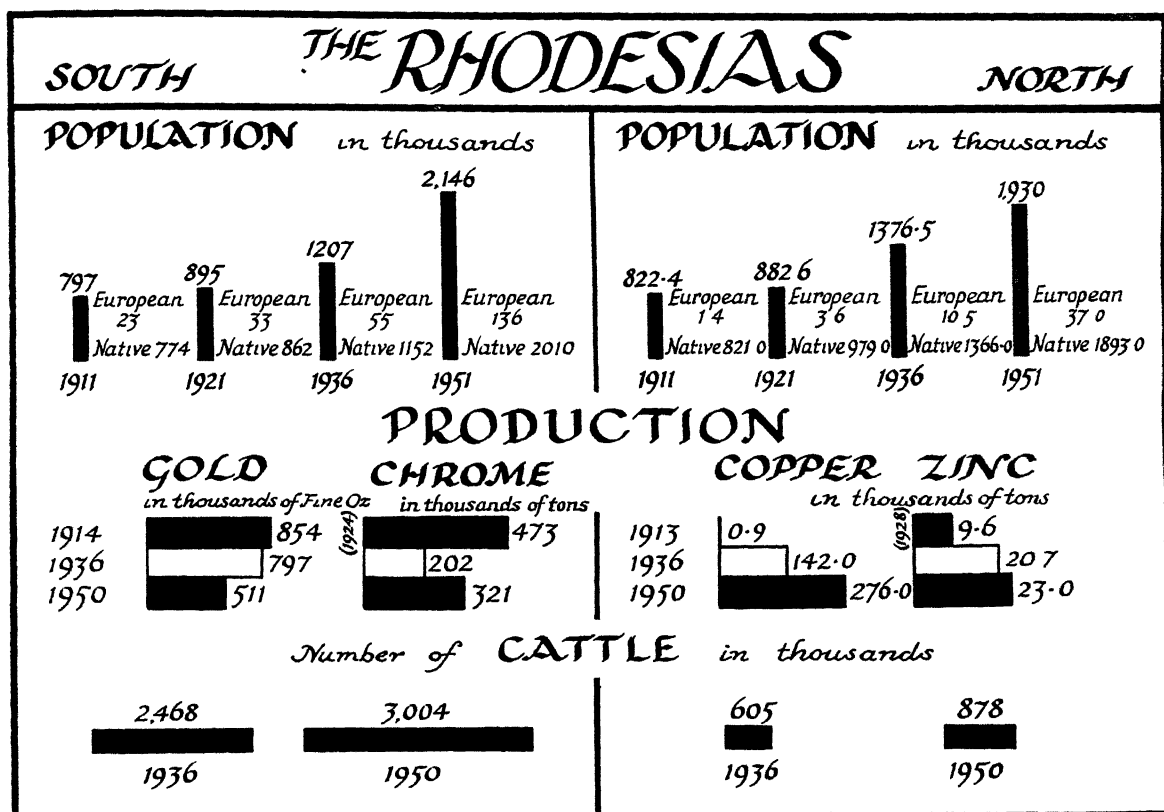 THE RHODESIAS
SOUTH NORTH
POPULATION in thousands
797 895 1207 2,146
European 23 European 33 European 55 European 136
Native 774 Native 862 Native 1152 Native 2010
1911 1921 1936 1951
POPULATION in thousands
822·4 882 6 1376·5 1,930
European 1 4 European 3 6 European 10 5 European 37 0
Native 821 0 Native 979 0 Native 1366·0 Native 1893 0
1911 1921 1936 1951
PRODUCTION
GOLD
in thousands of Fine Oz
1914 854
1936 797
1950 511
CHROME
in thousands of tons
(1924) 473
202
321
COPPER ZINC
in thousands of tons
1913 0·9 (1928) 9·6
1936 142·0 20 7
1950 276·0 23·0
Number of CATTLE in thousands
2,468 3,004 605 878
1936 1950 1936 1950